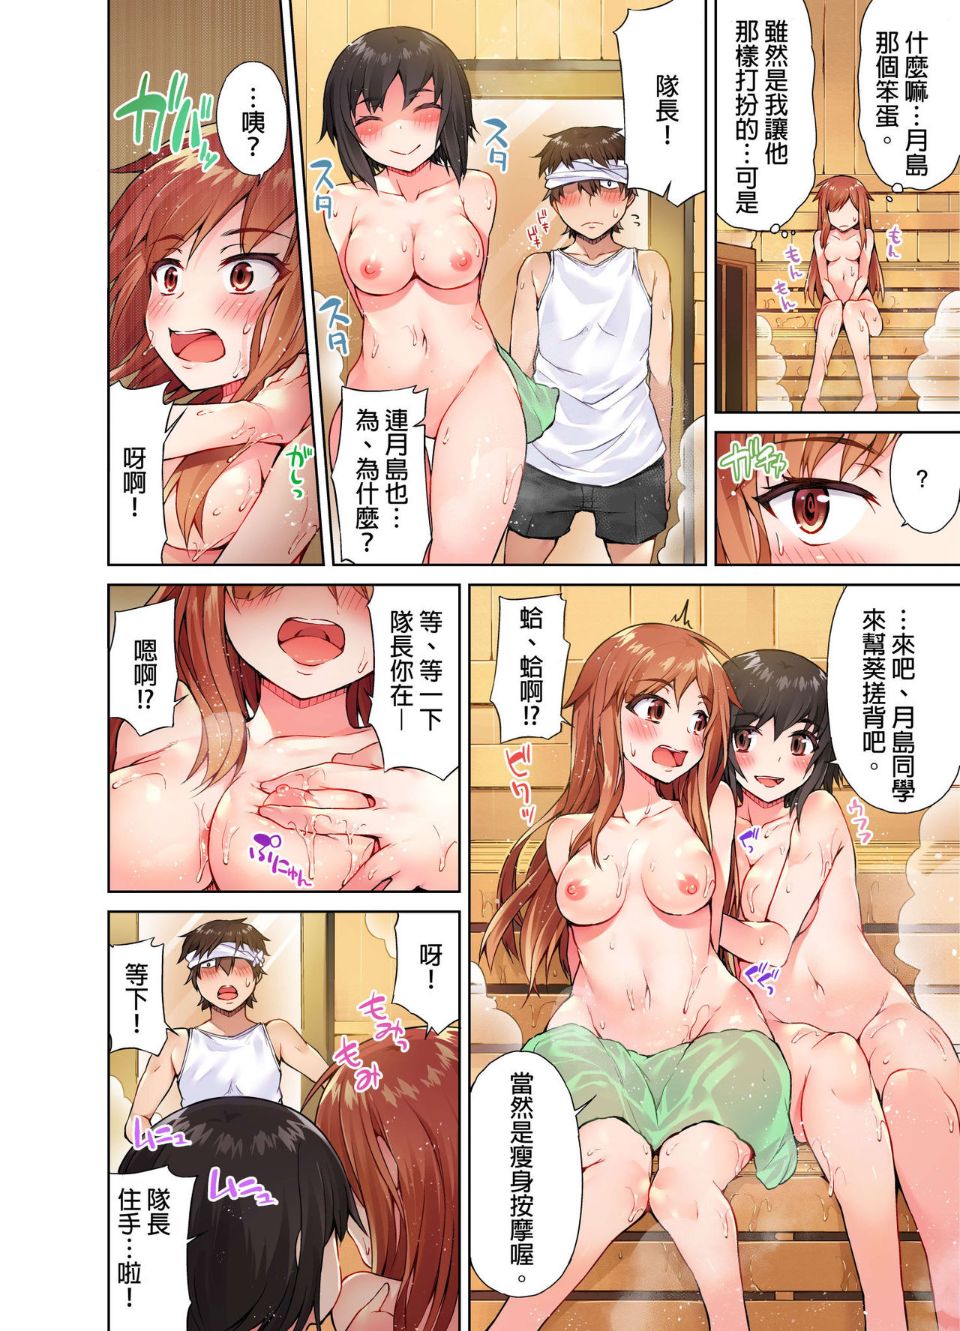 什麼嘛…月島
那個笨蛋。
雖然是我讓他
那樣打扮的…可是
もん
もん
もん
?
ガチャ
隊長!
スタ
スタ
スタ
連月島也…
為、為什麼?
…咦?
ガバッ
がしっ
呀啊!
…來吧、月島同學
來幫葵搓背吧。
蛤、蛤啊!?
ビクッ
ウフフ
當然是瘦身按摩喔。
等、等一下
隊長你在—
嗯啊!?
ぷにゅん
呀!
等下!
もみっ
もみ
ムニュ
ムニュ
隊長
住手…啦!